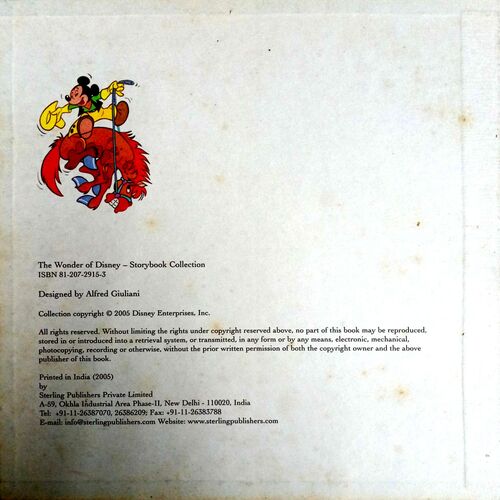 The Wonder of Disney – Storybook Collection
ISBN 81-207-2915-3
Designed by Alfred Giuliani
Collection copyright © 2005 Disney Enterprises, Inc.
All rights reserved. Without limiting the rights under copyright reserved above, no part of this book may be reproduced,
stored in or introduced into a retrieval system, or transmitted, in any form or by any means, electronic, mechanical,
photocopying, recording or otherwise, without the prior written permission of both the copyright owner and the above
publisher of this book.
Printed in India (2005)
by
Sterling Publishers Private Limited
A-59, Okhla Industrial Area Phase-II, New Delhi - 110020, India
Tel: +91-11-26387070, 26386209; Fax: +91-11-26383788
E-mail: info@sterlingpublishers.com Website: www.sterlingpublishers.com